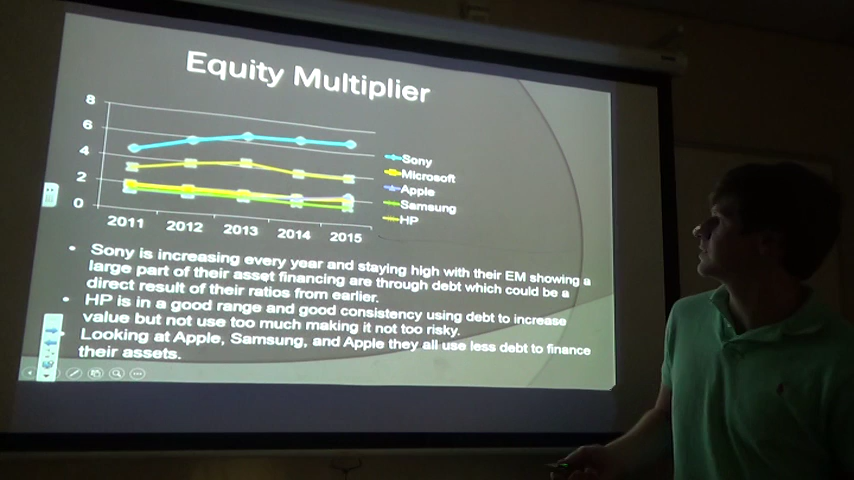 Equity Multiplier
8
6
4
2
0
2011 2012 2013 2014 2015
Sony
Microsoft
Apple
Samsung
HP
• Sony is increasing every year and staying high with their EM showing a
large part of their asset financing are through debt which could be a
direct result of their ratios from earlier.
• HP is in a good range and good consistency using debt to increase
value but not use too much making it not too risky.
Looking at Apple, Samsung, and Apple they all use less debt to finance
their assets.